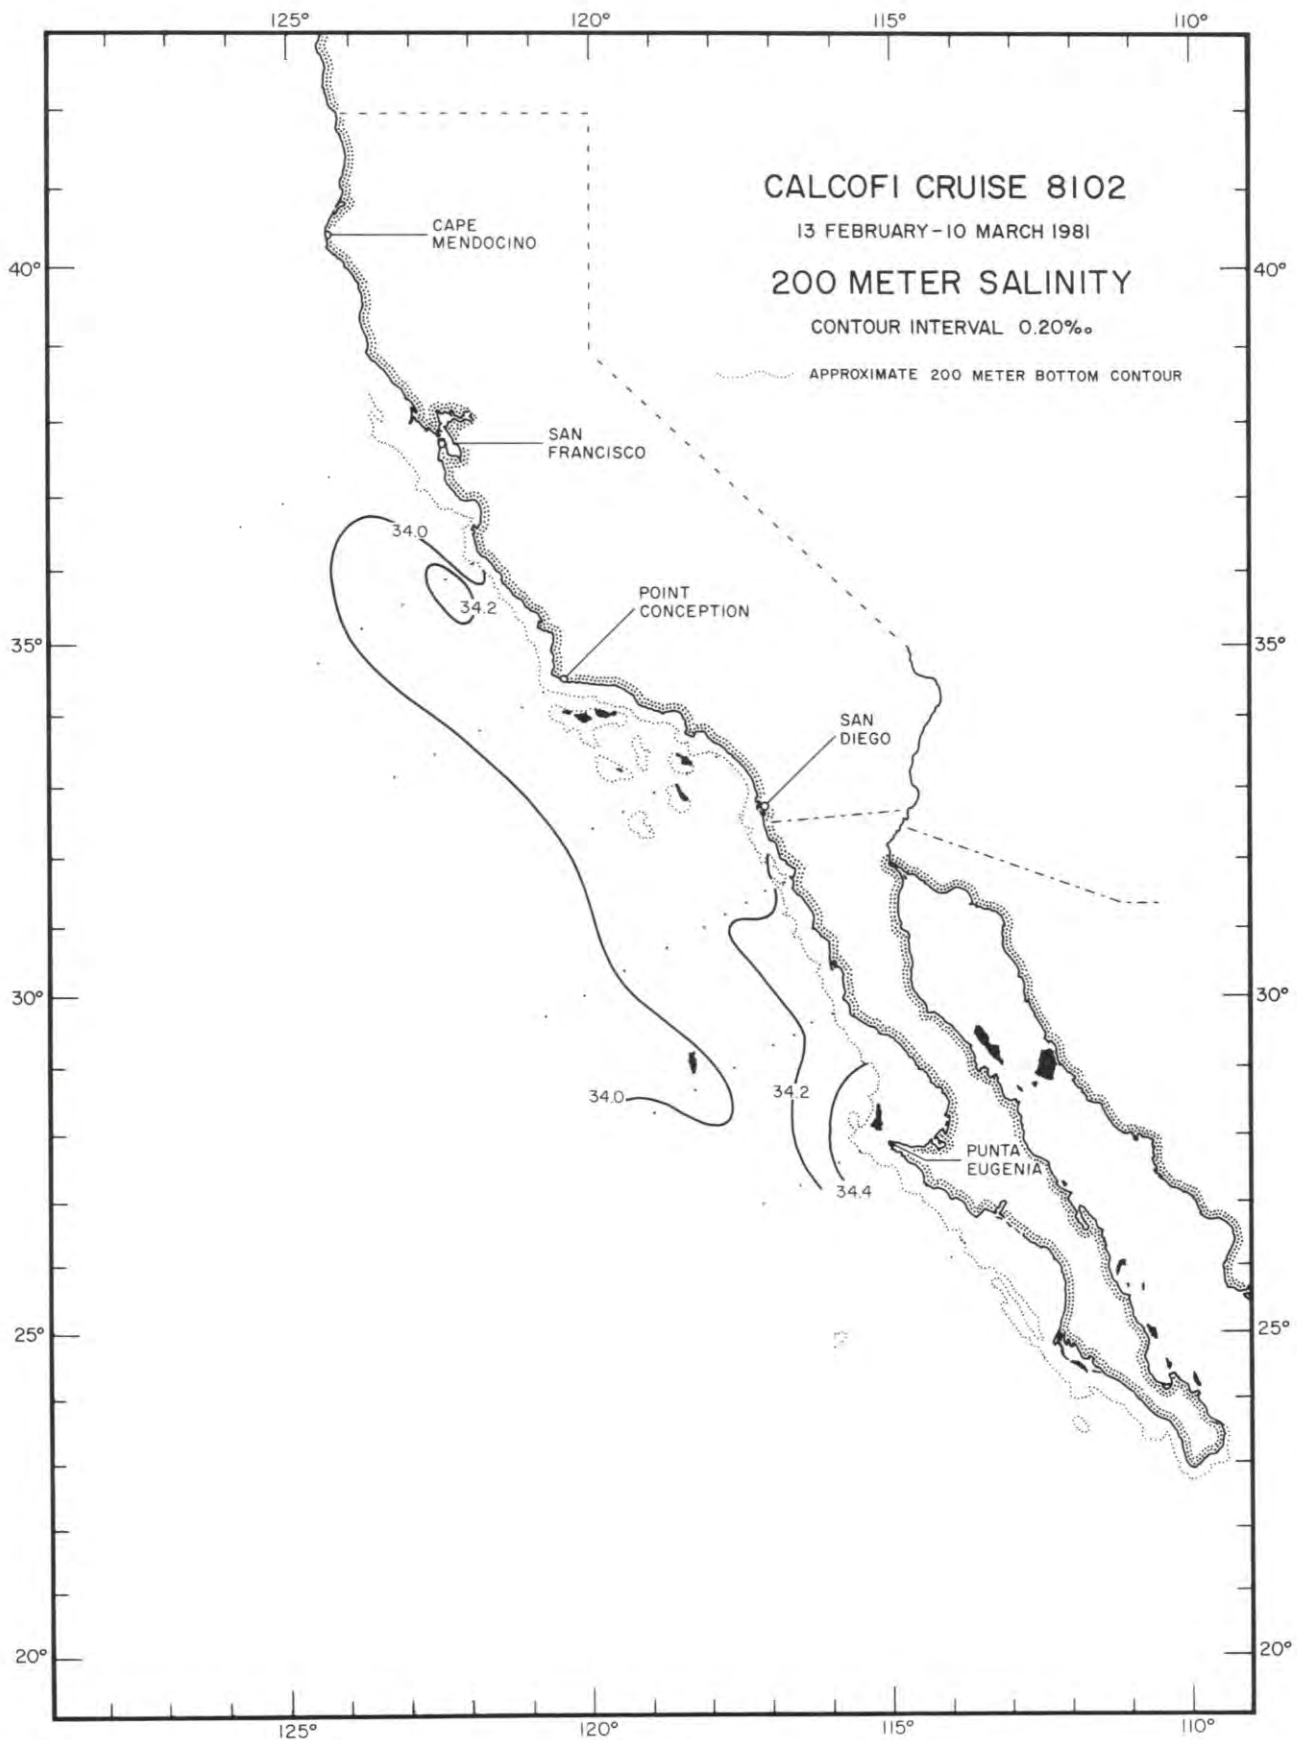 125° 120° 115° 110°
CALCOFI CRUISE 8102
13 FEBRUARY–10 MARCH 1981
200 METER SALINITY
CONTOUR INTERVAL 0.20‰
APPROXIMATE 200 METER BOTTOM CONTOUR
CAPE
MENDOCINO
40° 40°
SAN
FRANCISCO
34.0
34.2
POINT
CONCEPTION
35° 35°
SAN
DIEGO
30° 30°
34.0
34.2
34.4
PUNTA
EUGENIA
25° 25°
20° 20°
125° 120° 115° 110°